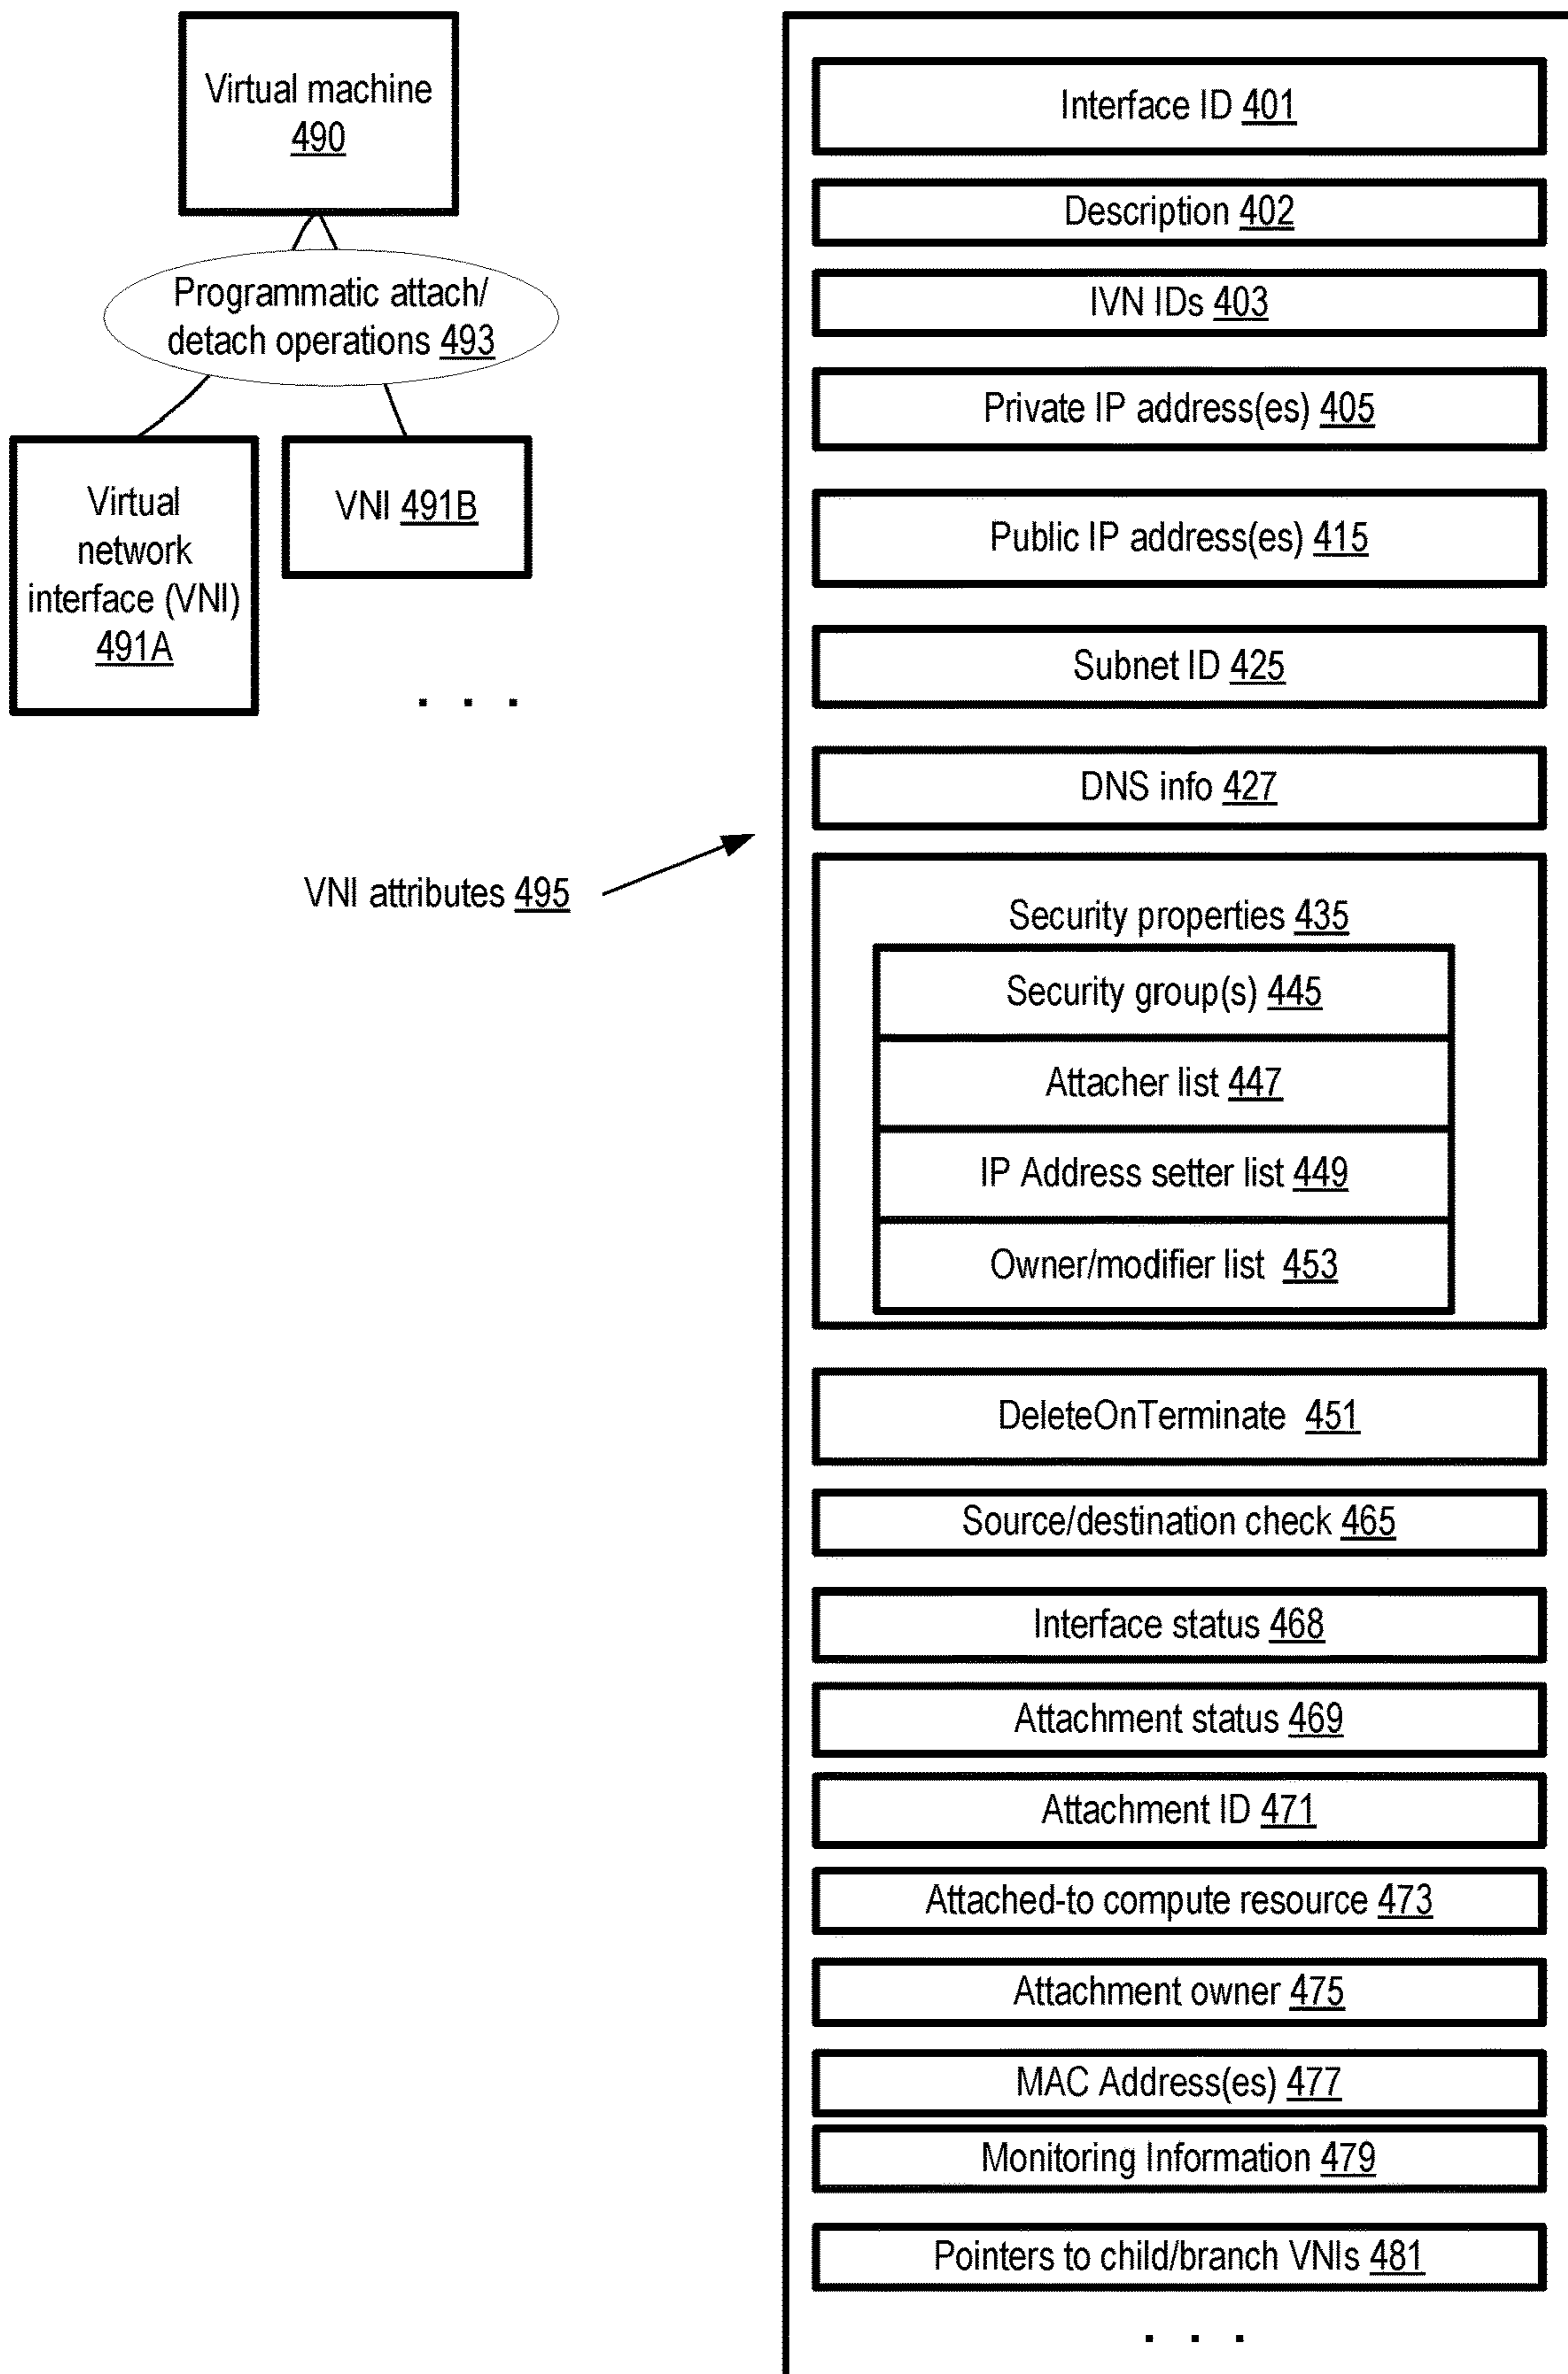 Virtual machine
490
Programmatic attach/
detach operations 493
Virtual
network
interface (VNI)
491A
VNI 491B
. . .
VNI attributes 495
Interface ID 401
Description 402
IVN IDs 403
Private IP address(es) 405
Public IP address(es) 415
Subnet ID 425
DNS info 427
Security properties 435
Security group(s) 445
Attacher list 447
IP Address setter list 449
Owner/modifier list 453
DeleteOnTerminate 451
Source/destination check 465
Interface status 468
Attachment status 469
Attachment ID 471
Attached-to compute resource 473
Attachment owner 475
MAC Address(es) 477
Monitoring Information 479
Pointers to child/branch VNIs 481
. . .